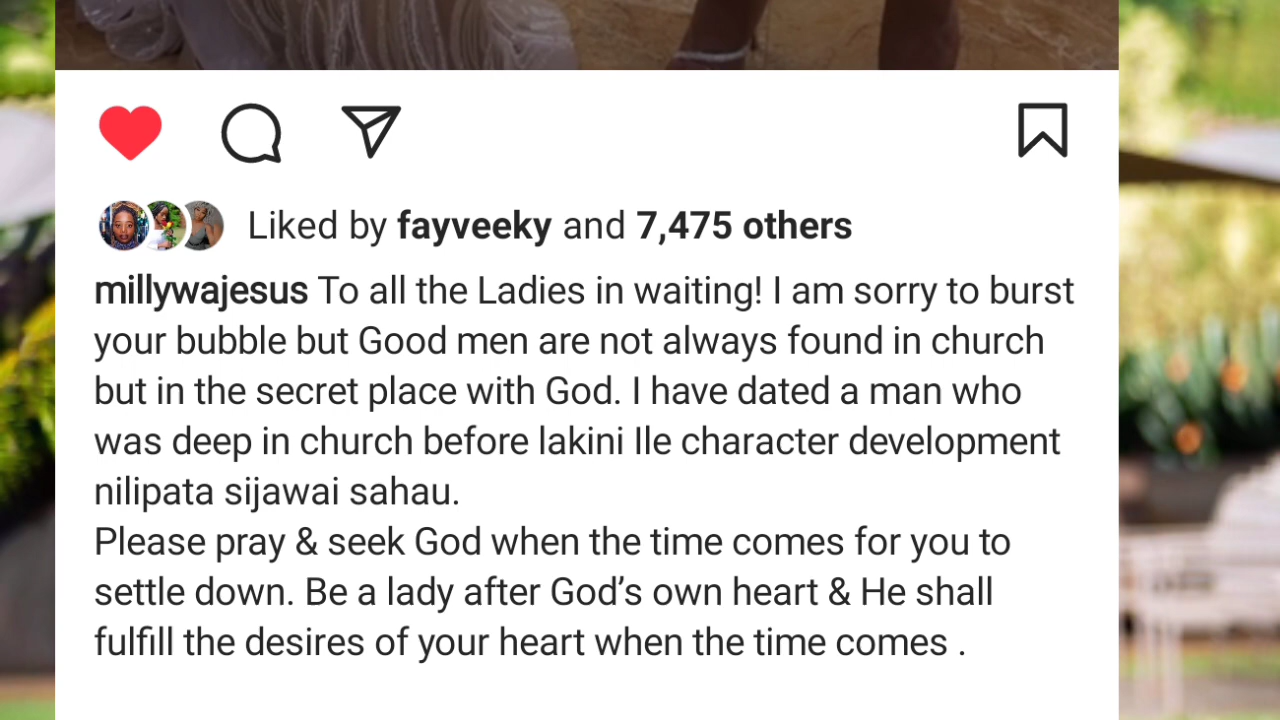 Liked by fayveeky and 7,475 others
millywajesus To all the Ladies in waiting! I am sorry to burst
your bubble but Good men are not always found in church
but in the secret place with God. I have dated a man who
was deep in church before lakini Ile character development
nilipata sijawai sahau.
Please pray & seek God when the time comes for you to
settle down. Be a lady after God’s own heart & He shall
fulfill the desires of your heart when the time comes .